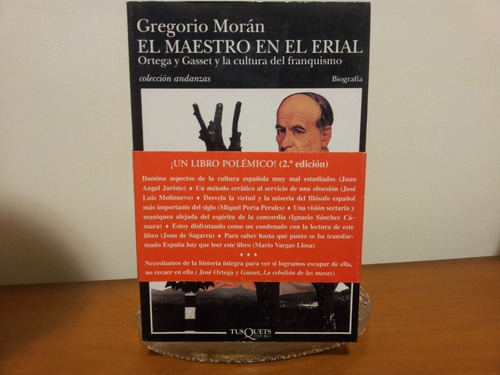 Gregorio Morán
EL MAESTRO EN EL ERIAL
Ortega y Gasset y la cultura del franquismo
colección andanzas
Biografía
¡UN LIBRO POLÉMICO! (2.ª edición)
Ilumina aspectos de la cultura española muy mal estudiados (Juan
Angel Juristo) ♦ Un método errático al servicio de una obsesión (José
Luis Molinuevo) ♦ Desvela la virtud y la miseria del filósofo español
más importante del siglo (Miquel Porta Perales) ♦ Una visión sectaria y
maniquea alejada del espíritu de la concordia (Ignacio Sánchez Cá-
mara) ♦ Estoy disfrutando como un condenado con la lectura de este
libro (Joan de Sagarra) ♦ Para saber hasta qué punto se ha transfor-
mado España hay que leer este libro (Mario Vargas Llosa)
♦ ♦ ♦
Necesitamos de la historia íntegra para ver si logramos escapar de ella,
no recaer en ella ( José Ortega y Gasset, La rebelión de las masas)
TUSQUETS
EDITORES